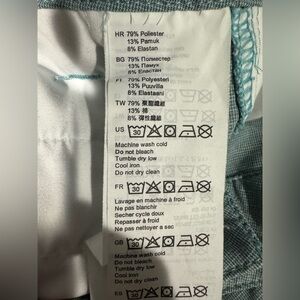 HR 79% Poliester
13% Pamuk
8% Elastan
BG 79% Полиестер
13% Памук
8% Еластан
FI 79% Polyesteri
13% Puuvilla
8% Elastaani
TW 79% 聚酯纖維
13% 棉
8% 彈性纖維
US 30
Machine wash cold
Do not bleach
Tumble dry low
Cool iron
Do not dry clean
FR 30
Lavage en machine à froid
Ne pas blanchir
Secher cycle doux
Repasser à froid
Ne pas nettoyer a sec
GB 30
Machine wash cold
Do not bleach
Tumble dry low
Cool iron
Do not dry clean